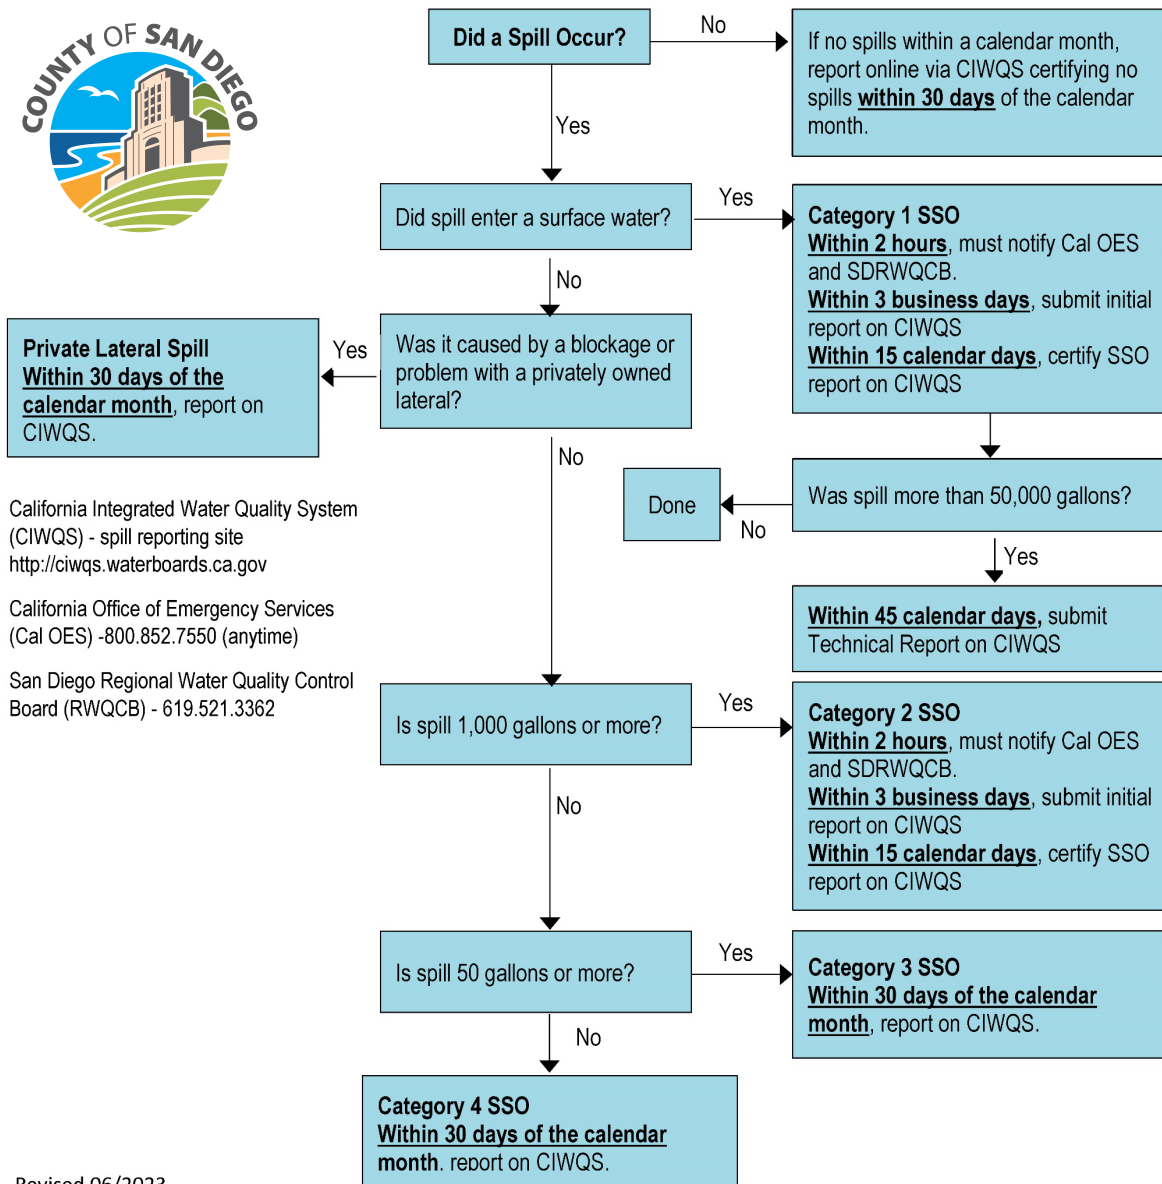 COUNTY OF SAN DIEGO
Did a Spill Occur?
No
If no spills within a calendar month,
report online via CIWQS certifying no
spills within 30 days of the calendar
month.
Yes
Did spill enter a surface water?
Yes
Category 1 SSO
Within 2 hours, must notify Cal OES
and SDRWQCB.
Within 3 business days, submit initial
report on CIWQS
Within 15 calendar days, certify SSO
report on CIWQS
No
Was it caused by a blockage or
problem with a privately owned
lateral?
Yes
Private Lateral Spill
Within 30 days of the
calendar month, report on
CIWQS.
No
Was spill more than 50,000 gallons?
No
Done
Yes
Within 45 calendar days, submit
Technical Report on CIWQS
California Integrated Water Quality System
(CIWQS) - spill reporting site
http://ciwqs.waterboards.ca.gov
California Office of Emergency Services
(Cal OES) -800.852.7550 (anytime)
San Diego Regional Water Quality Control
Board (RWQCB) - 619.521.3362
Is spill 1,000 gallons or more?
Yes
Category 2 SSO
Within 2 hours, must notify Cal OES
and SDRWQCB.
Within 3 business days, submit initial
report on CIWQS
Within 15 calendar days, certify SSO
report on CIWQS
No
Is spill 50 gallons or more?
Yes
Category 3 SSO
Within 30 days of the calendar
month, report on CIWQS.
No
Category 4 SSO
Within 30 days of the calendar
month. report on CIWQS.
Revised 06/2023